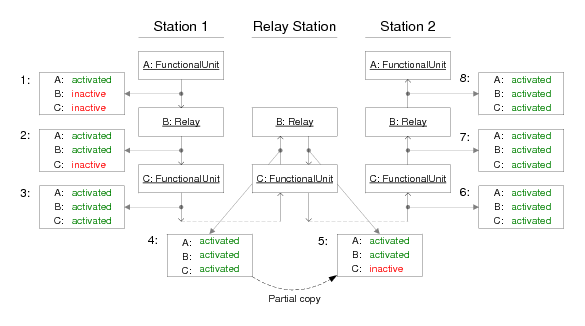 Station 1 Relay Station Station 2
A: FunctionalUnit A: FunctionalUnit
1: 8:
A: activated A: activated
B: inactive B: activated
C: inactive C: activated
B: Relay B: Relay B: Relay
2: 7:
A: activated A: activated
B: activated B: activated
C: inactive C: activated
C: FunctionalUnit C: FunctionalUnit C: FunctionalUnit
3: 6:
A: activated A: activated
B: activated B: activated
C: activated C: activated
4: 5:
A: activated A: activated
B: activated B: activated
C: activated C: inactive
Partial copy